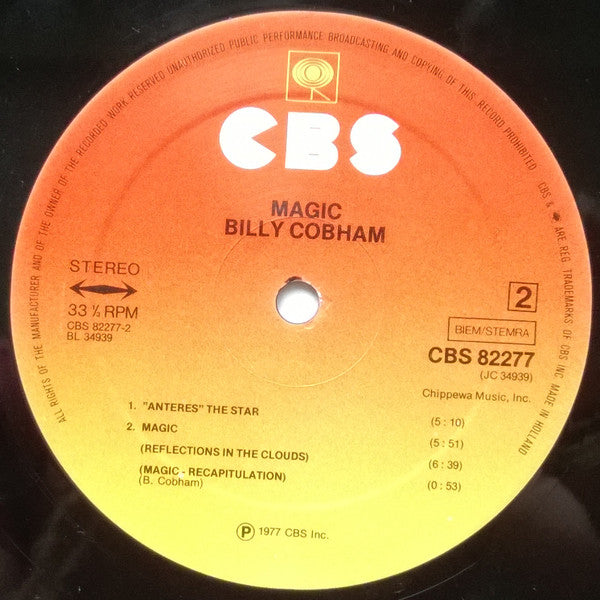 ALL RIGHTS OF THE MANUFACTURER AND OF THE OWNER OF THE RECORDED WORK RESERVED UNAUTHORIZED PUBLIC PERFORMANCE BROADCASTING AND COPYING OF THIS RECORD PROHIBITED CBS & ARE REG. TRADEMARKS OF CBS INC MADE IN HOLLAND
CBS
MAGIC
BILLY COBHAM
STEREO
33 ⅓ RPM
CBS 82277-2
BL 34939
2
BIEM/STEMRA
CBS 82277
(JC 34939)
Chippewa Music, Inc.
1. "ANTERES" THE STAR (5:10)
2. MAGIC (5:51)
(REFLECTIONS IN THE CLOUDS) (6:39)
(MAGIC - RECAPITULATION) (0:53)
(B. Cobham)
Ⓟ 1977 CBS Inc.